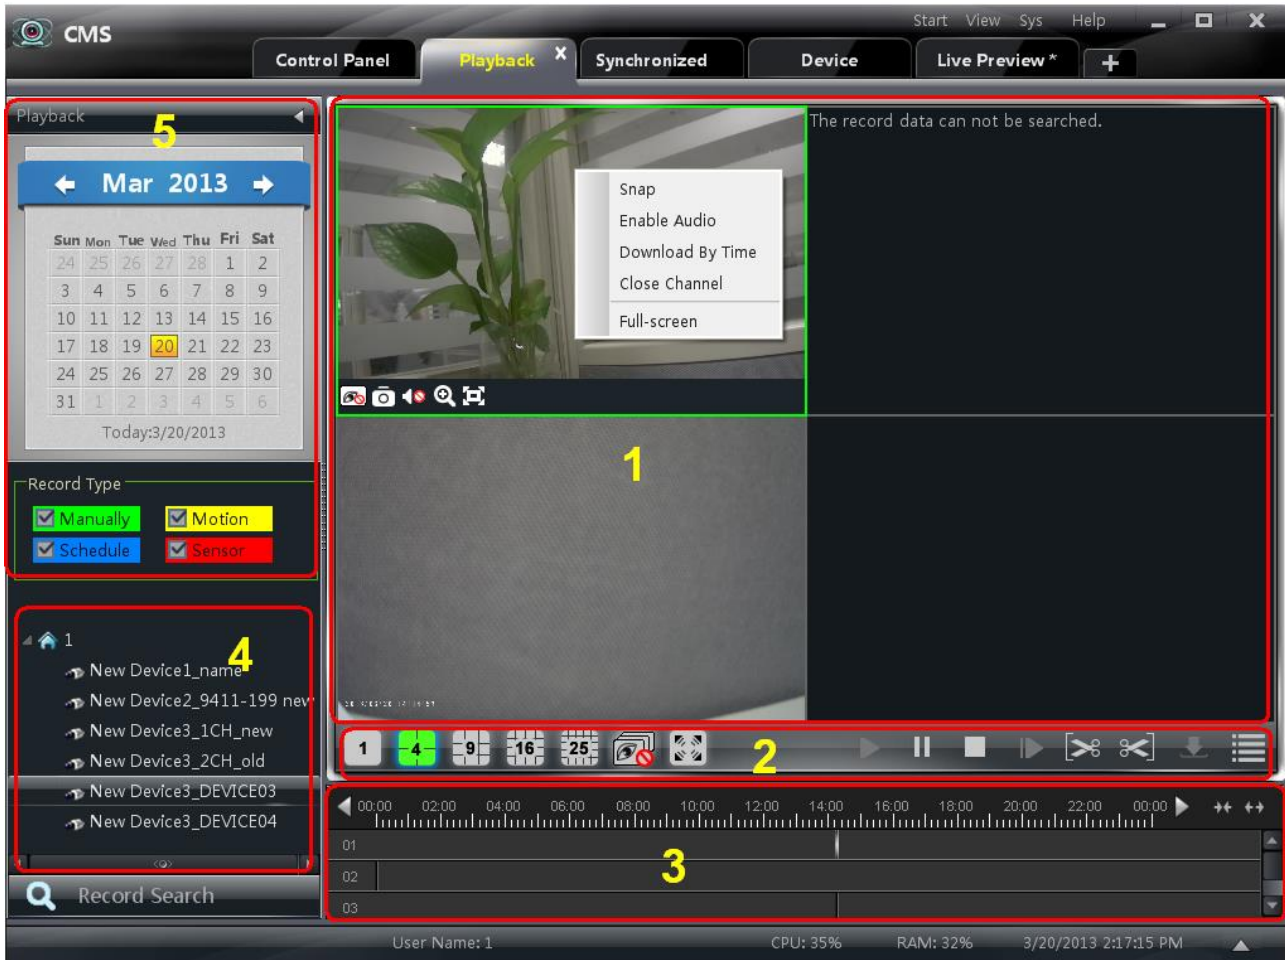 CMS
Start View Sys Help
Control Panel
Playback x
Synchronized
Device
Live Preview *
+
Playback
5
Mar 2013
Sun Mon Tue Wed Thu Fri Sat
24 25 26 27 28 1 2
3 4 5 6 7 8 9
10 11 12 13 14 15 16
17 18 19 20 21 22 23
24 25 26 27 28 29 30
31 1 2 3 4 5 6
Today:3/20/2013
Record Type
Manually Motion
Schedule Sensor
4
1
New Device1_name
New Device2_9411-199 new
New Device3_1CH_new
New Device3_2CH_old
New Device3_DEVICE03
New Device3_DEVICE04
Record Search
The record data can not be searched.
Snap
Enable Audio
Download By Time
Close Channel
Full-screen
1
1 4 9 16 25
2
00:00 02:00 04:00 06:00 08:00 10:00 12:00 14:00 16:00 18:00 20:00 22:00 00:00
01
02
03
3
User Name: 1
CPU: 35%
RAM: 32%
3/20/2013 2:17:15 PM